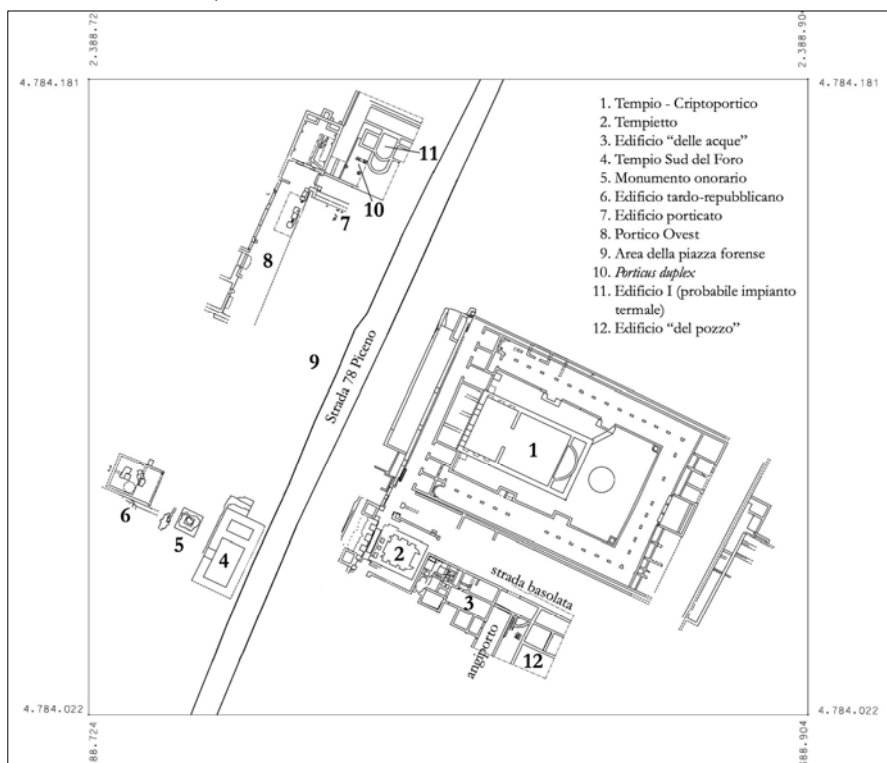 2.388.72
2.388.90
4.784.181
4.784.181
1. Tempio - Criptoportico
2. Tempietto
3. Edificio "delle acque"
4. Tempio Sud del Foro
5. Monumento onorario
6. Edificio tardo-repubblicano
7. Edificio porticato
8. Portico Ovest
9. Area della piazza forense
10. Porticus duplex
11. Edificio I (probabile impianto
termale)
12. Edificio "del pozzo"
11
10
7
8
9
Strada 78 Piceno
1
6
5
4
2
strada basolata
3
angiporto
12
4.784.022
4.784.022
88.724
88.904